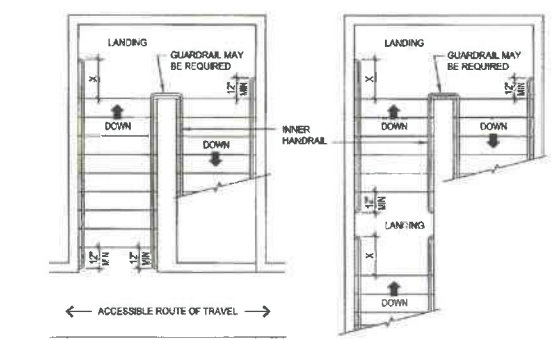 LANDING
GUARDRAIL MAY
BE REQUIRED
X
12"
MIN
DOWN
DOWN
12"
MIN
12"
MIN
ACCESSIBLE ROUTE OF TRAVEL
INNER
HANDRAIL
LANDING
GUARDRAIL MAY
BE REQUIRED
X
12"
MIN
DOWN
DOWN
12"
MIN
LANDING
X
DOWN